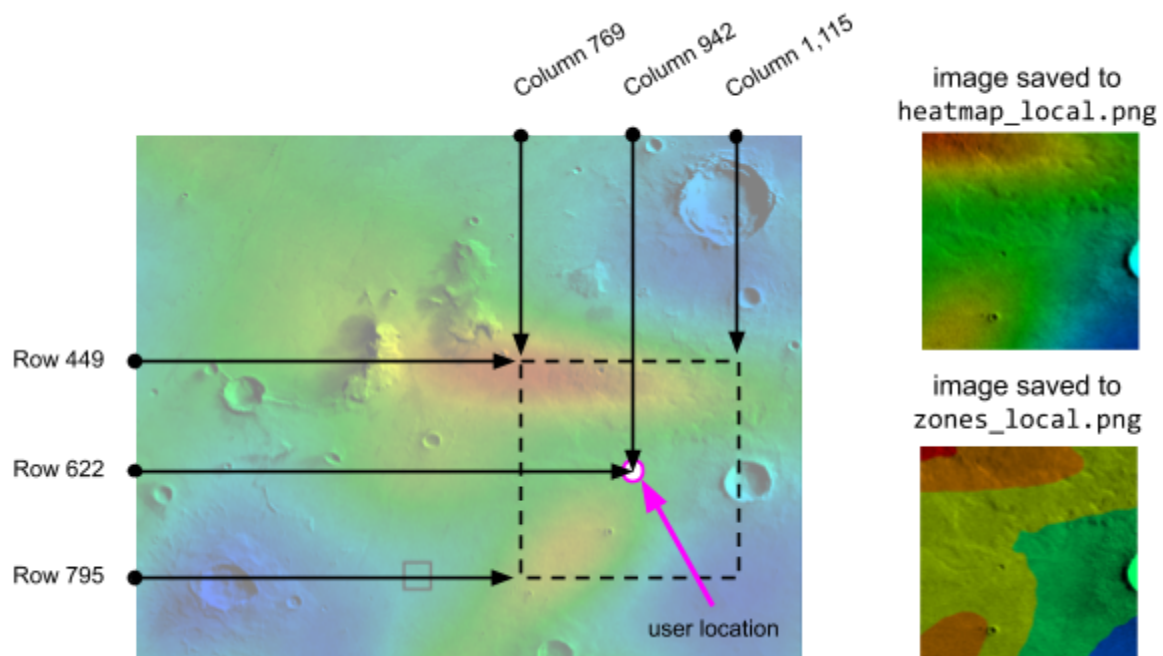 Column 769
Column 942
Column 1,115
image saved to
heatmap_local.png
Row 449
image saved to
zones_local.png
Row 622
Row 795
user location